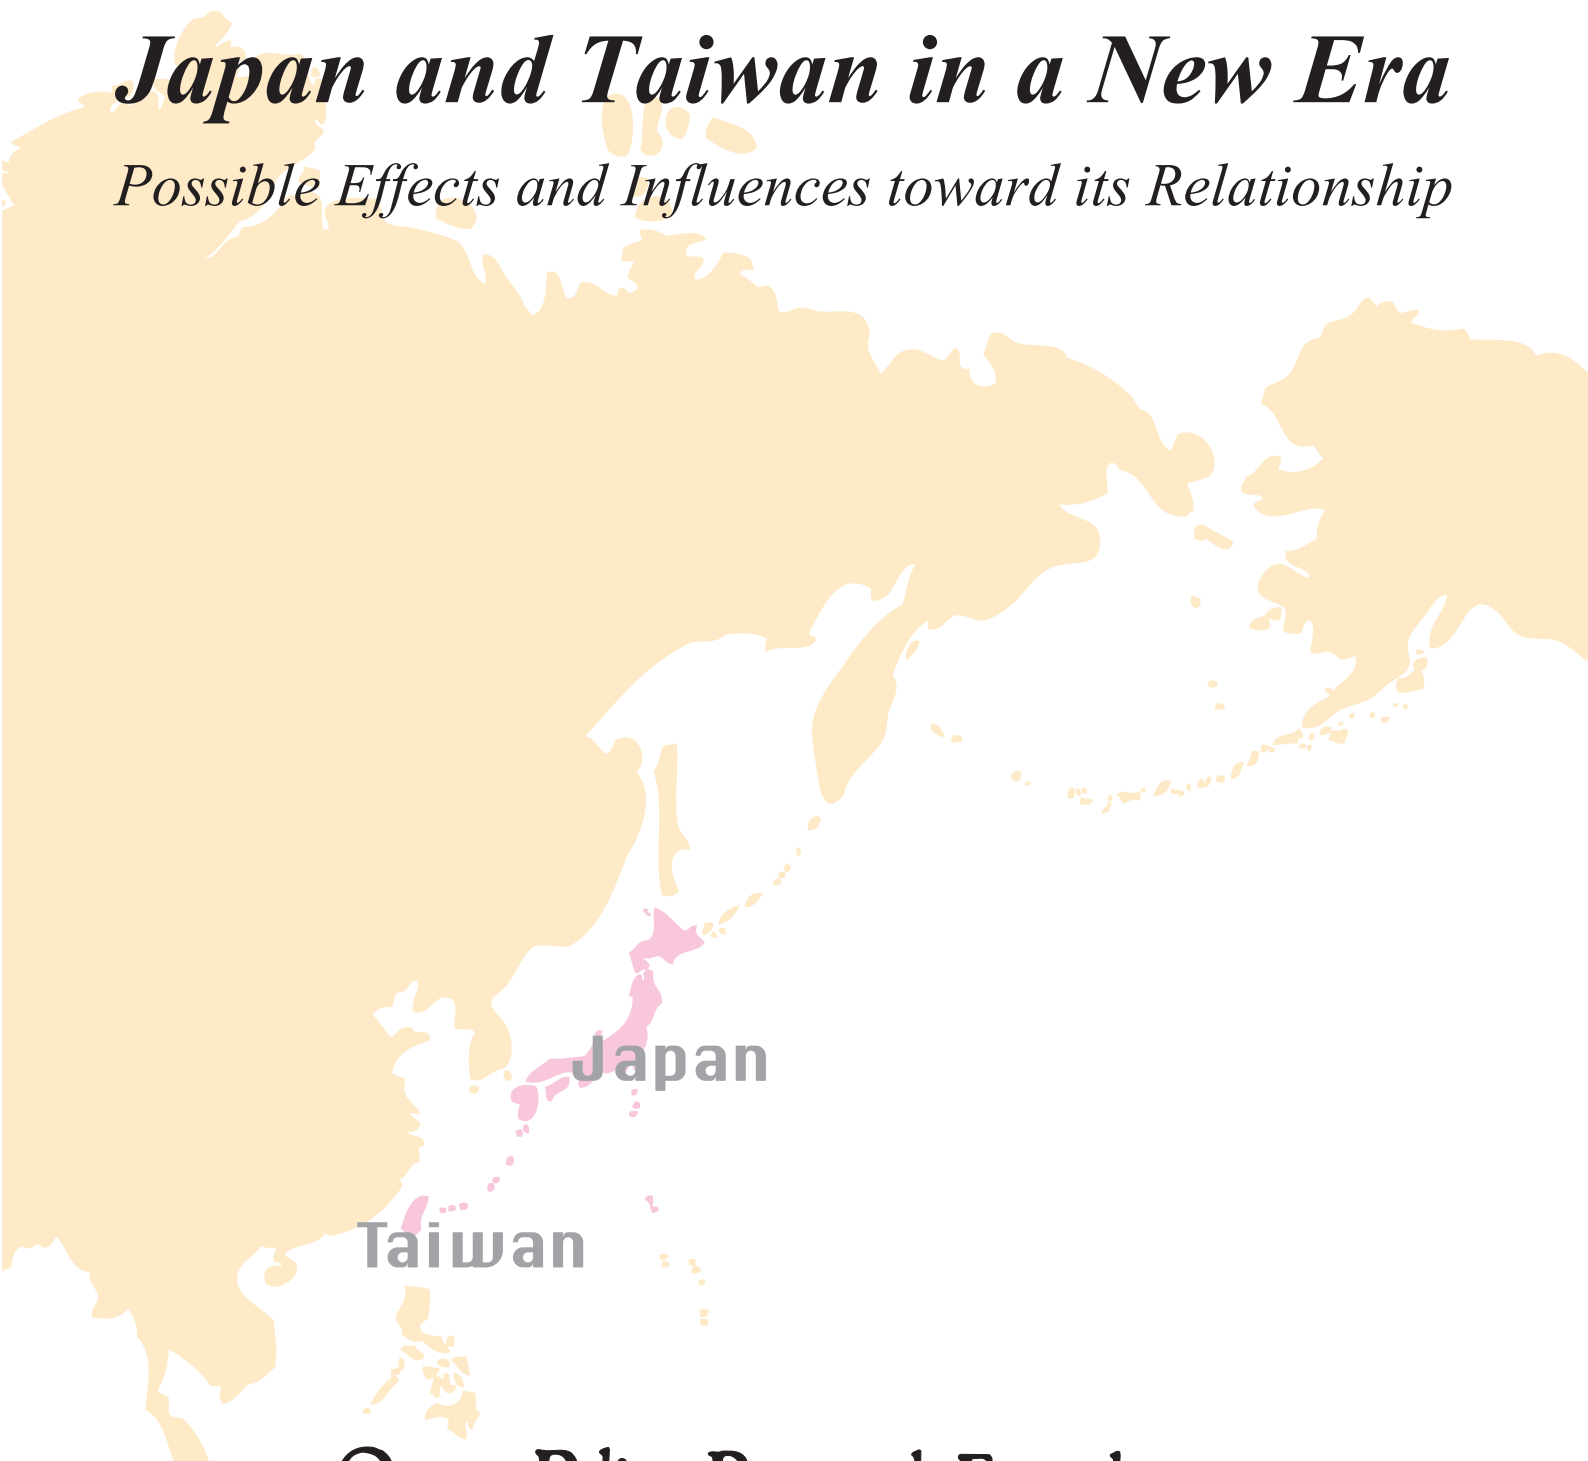 Japan and Taiwan in a New Era
Possible Effects and Influences toward its Relationship
Japan
Taiwan